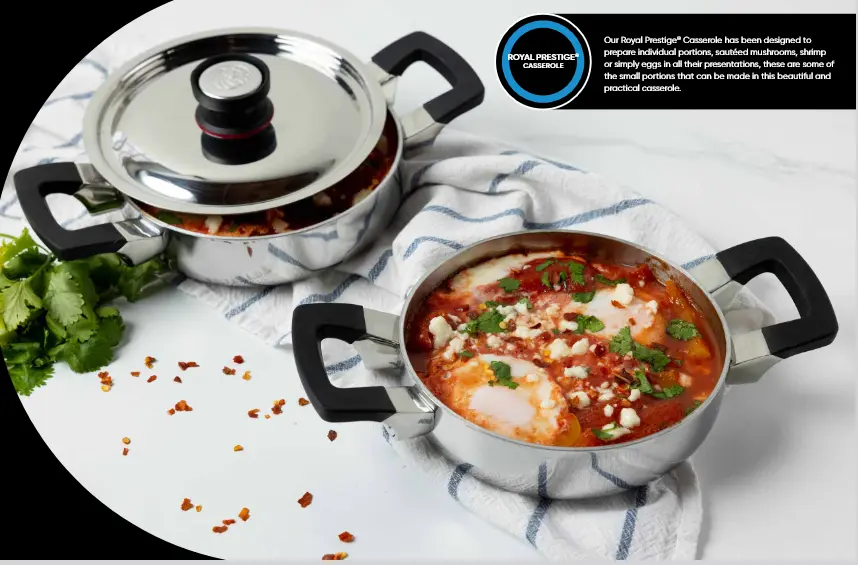 ROYAL PRESTIGE®
CASSEROLE
Our Royal Prestige® Casserole has been designed to
prepare individual portions, sautéed mushrooms, shrimp
or simply eggs in all their presentations, these are some of
the small portions that can be made in this beautiful and
practical casserole.